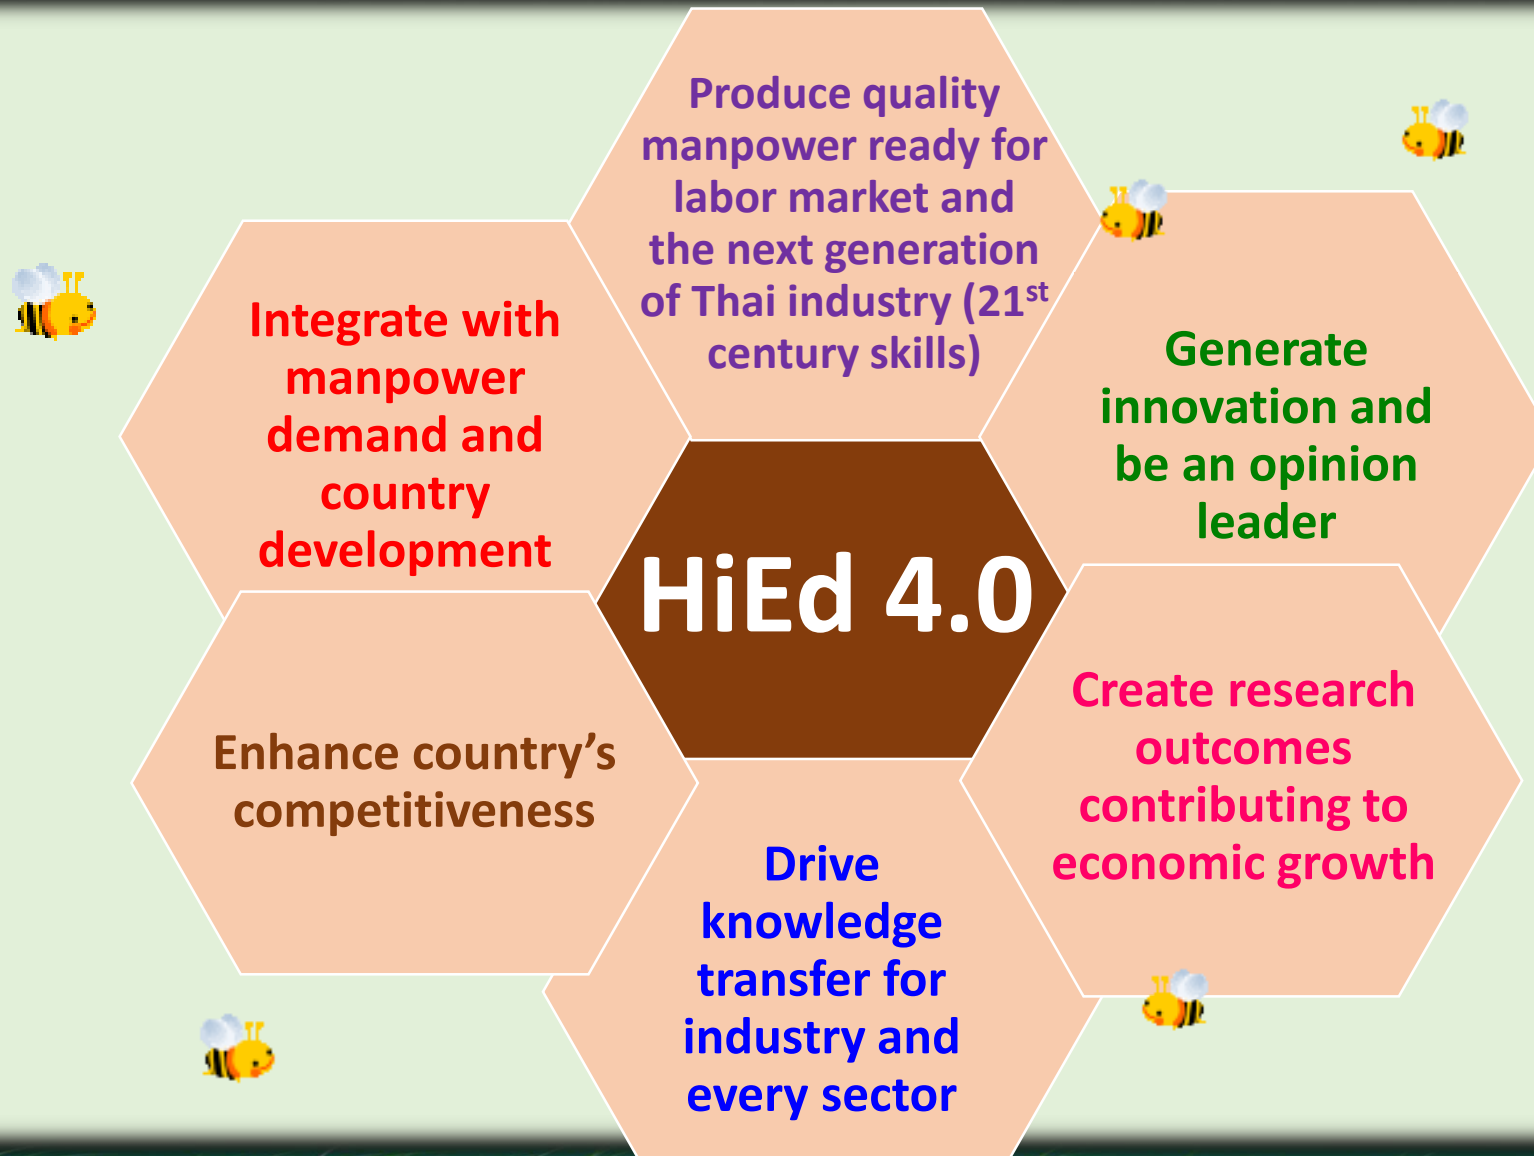 Produce quality
manpower ready for
labor market and
the next generation
of Thai industry (21st
century skills)
Integrate with
manpower
demand and
country
development
Generate
innovation and
be an opinion
leader
HiEd 4.0
Enhance country’s
competitiveness
Create research
outcomes
contributing to
economic growth
Drive
knowledge
transfer for
industry and
every sector